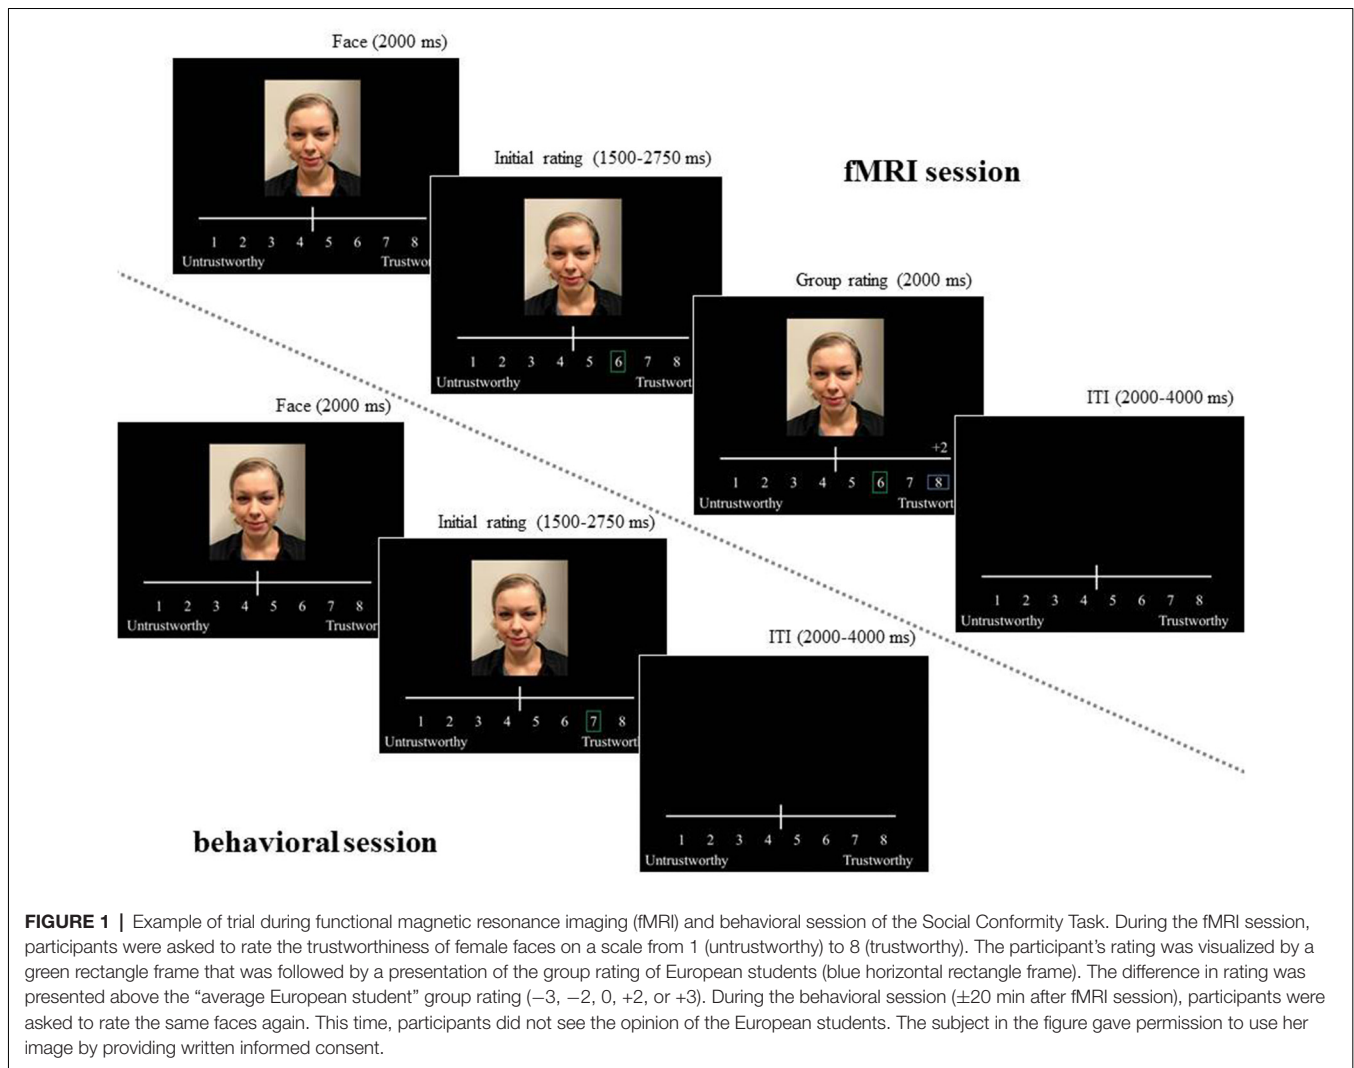 Face (2000 ms)
1 2 3 4 5 6 7 8
Untrustworthy Trustwo
Initial rating (1500-2750 ms)
1 2 3 4 5 6 7 8
Untrustworthy Trustwort
fMRI session
Group rating (2000 ms)
+2
1 2 3 4 5 6 7 8
Untrustworthy Trustwort
ITI (2000-4000 ms)
1 2 3 4 5 6 7 8
Untrustworthy Trustworthy
Face (2000 ms)
1 2 3 4 5 6 7 8
Untrustworthy Trustwor
Initial rating (1500-2750 ms)
1 2 3 4 5 6 7 8
Untrustworthy Trustwort
ITI (2000-4000 ms)
1 2 3 4 5 6 7 8
Untrustworthy Trustworthy
behavioral session
FIGURE 1 | Example of trial during functional magnetic resonance imaging (fMRI) and behavioral session of the Social Conformity Task. During the fMRI session,
participants were asked to rate the trustworthiness of female faces on a scale from 1 (untrustworthy) to 8 (trustworthy). The participant's rating was visualized by a
green rectangle frame that was followed by a presentation of the group rating of European students (blue horizontal rectangle frame). The difference in rating was
presented above the “average European student” group rating (−3, −2, 0, +2, or +3). During the behavioral session (±20 min after fMRI session), participants were
asked to rate the same faces again. This time, participants did not see the opinion of the European students. The subject in the figure gave permission to use her
image by providing written informed consent.